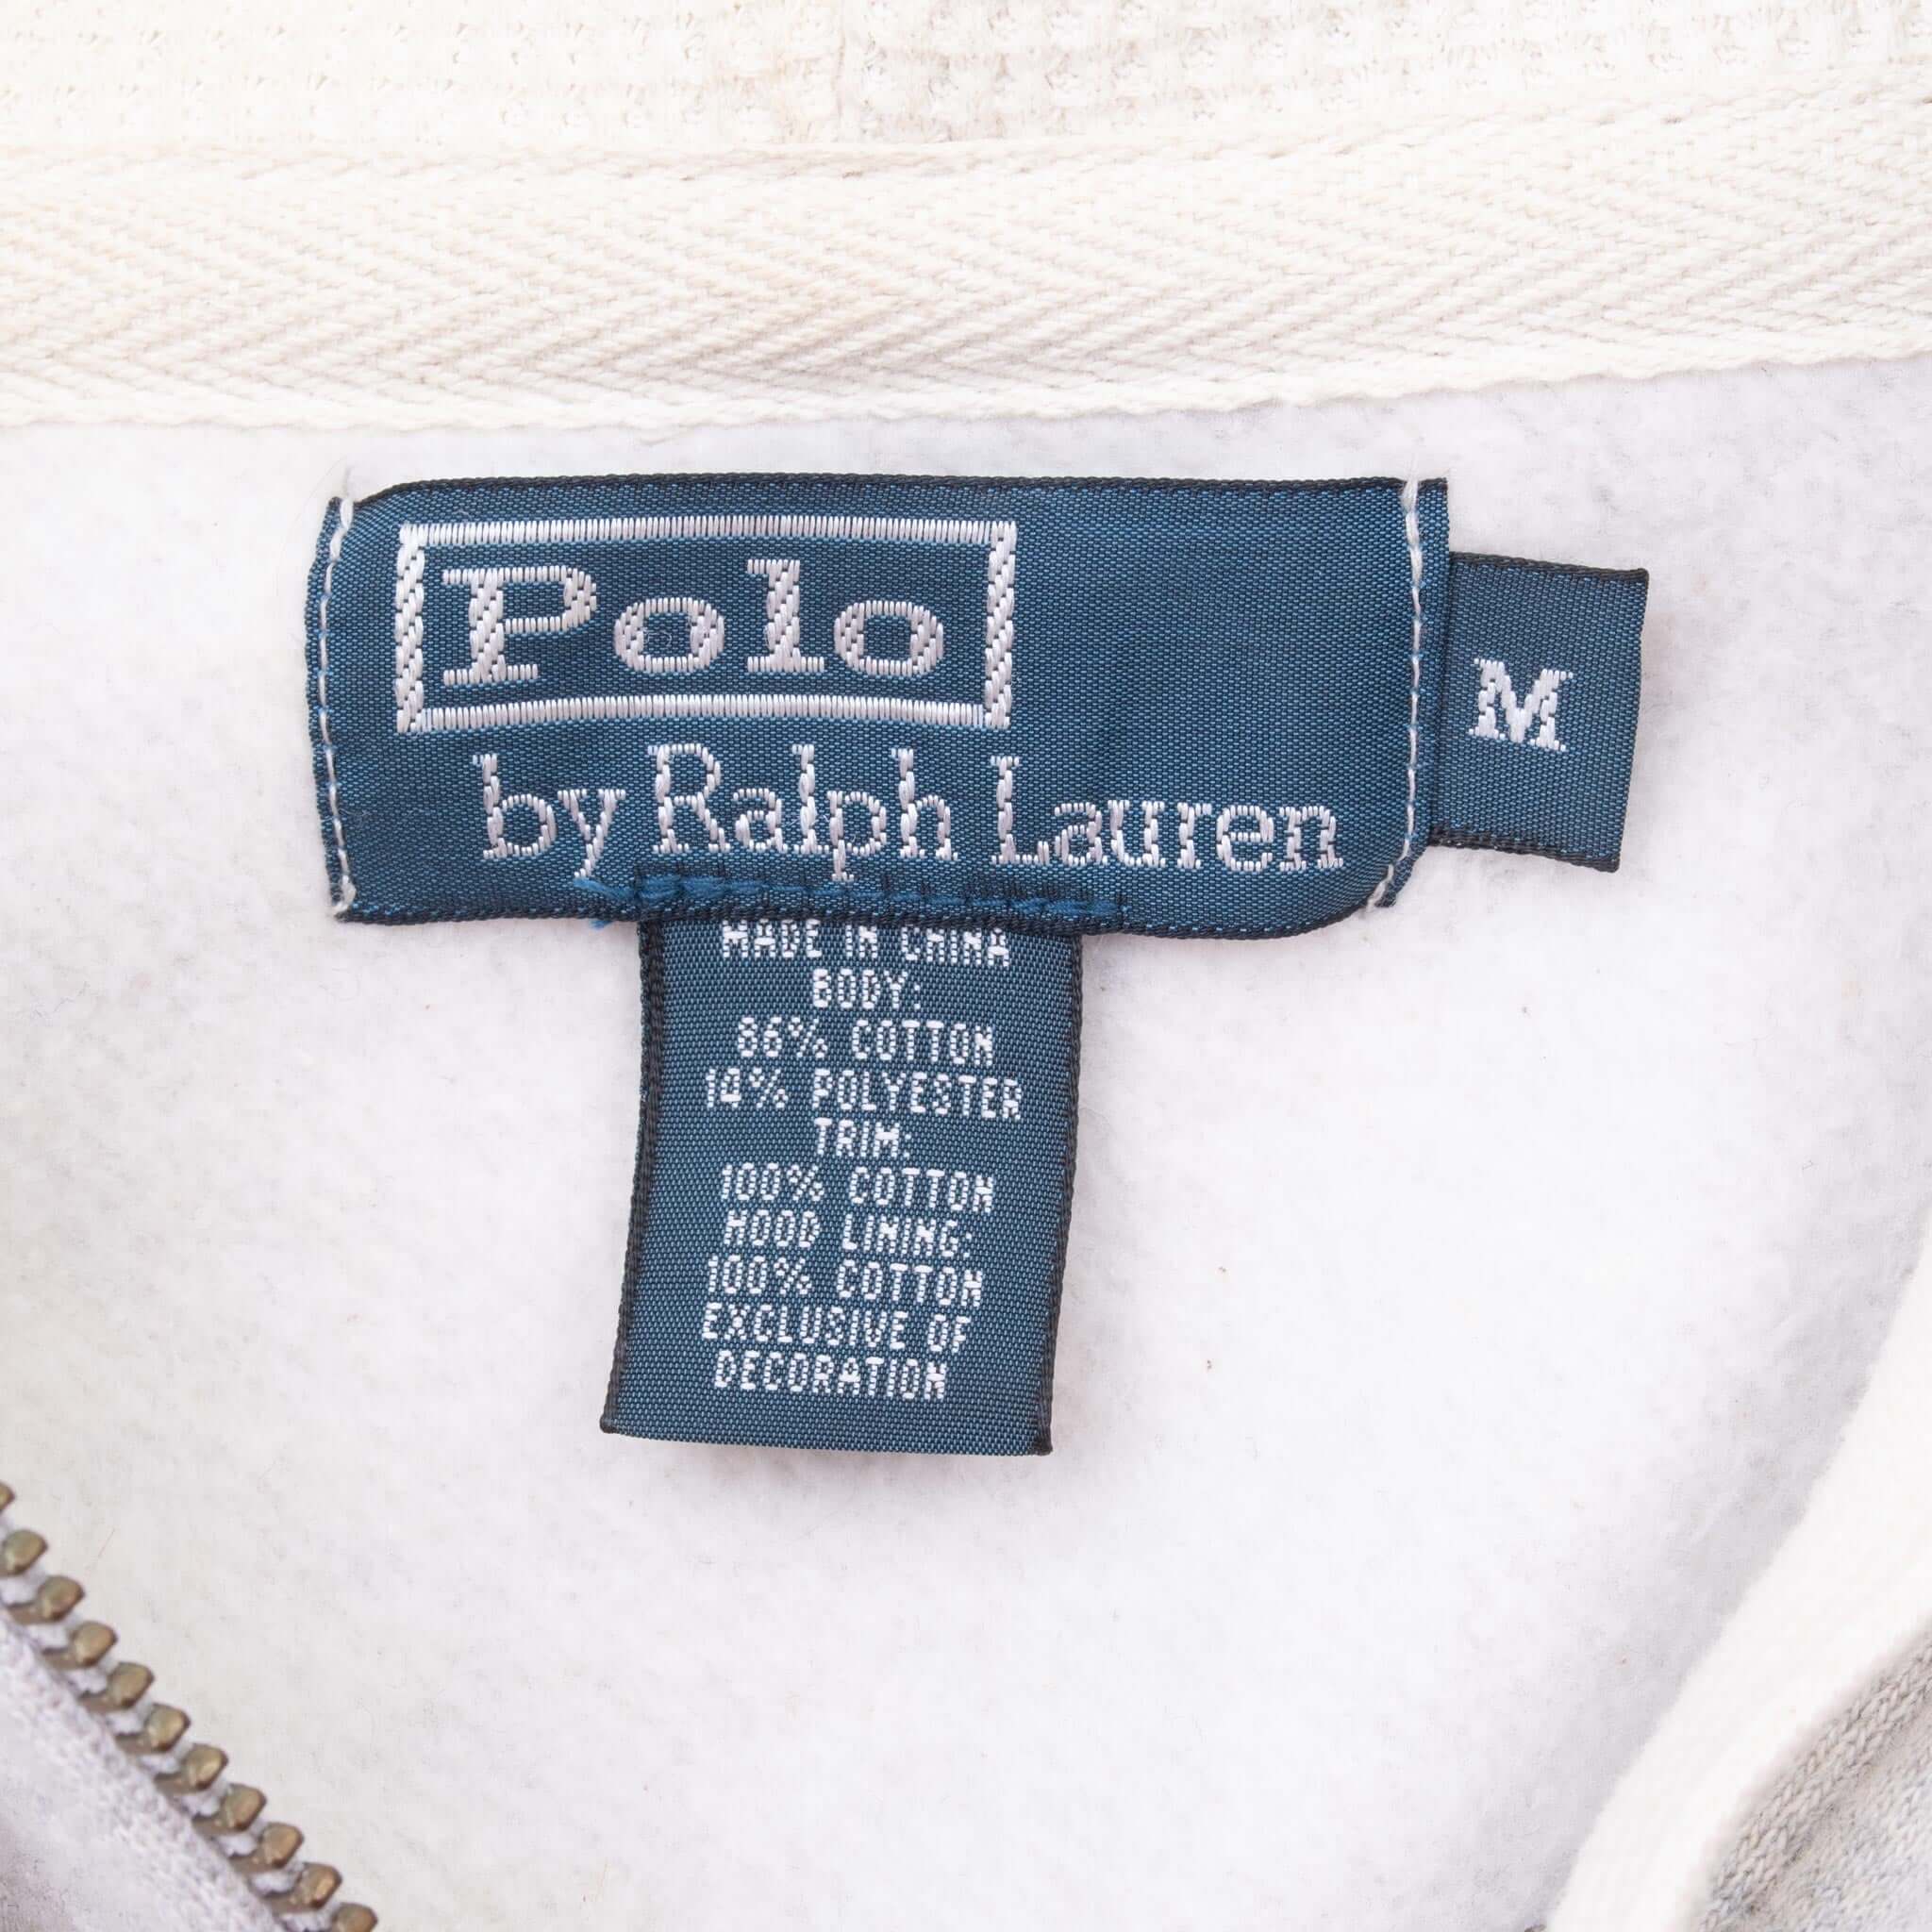 Polo
by Ralph Lauren
M
MADE IN CHINA
BODY:
86% COTTON
14% POLYESTER
TRIM:
100% COTTON
HOOD LINING:
100% COTTON
EXCLUSIVE OF
DECORATION